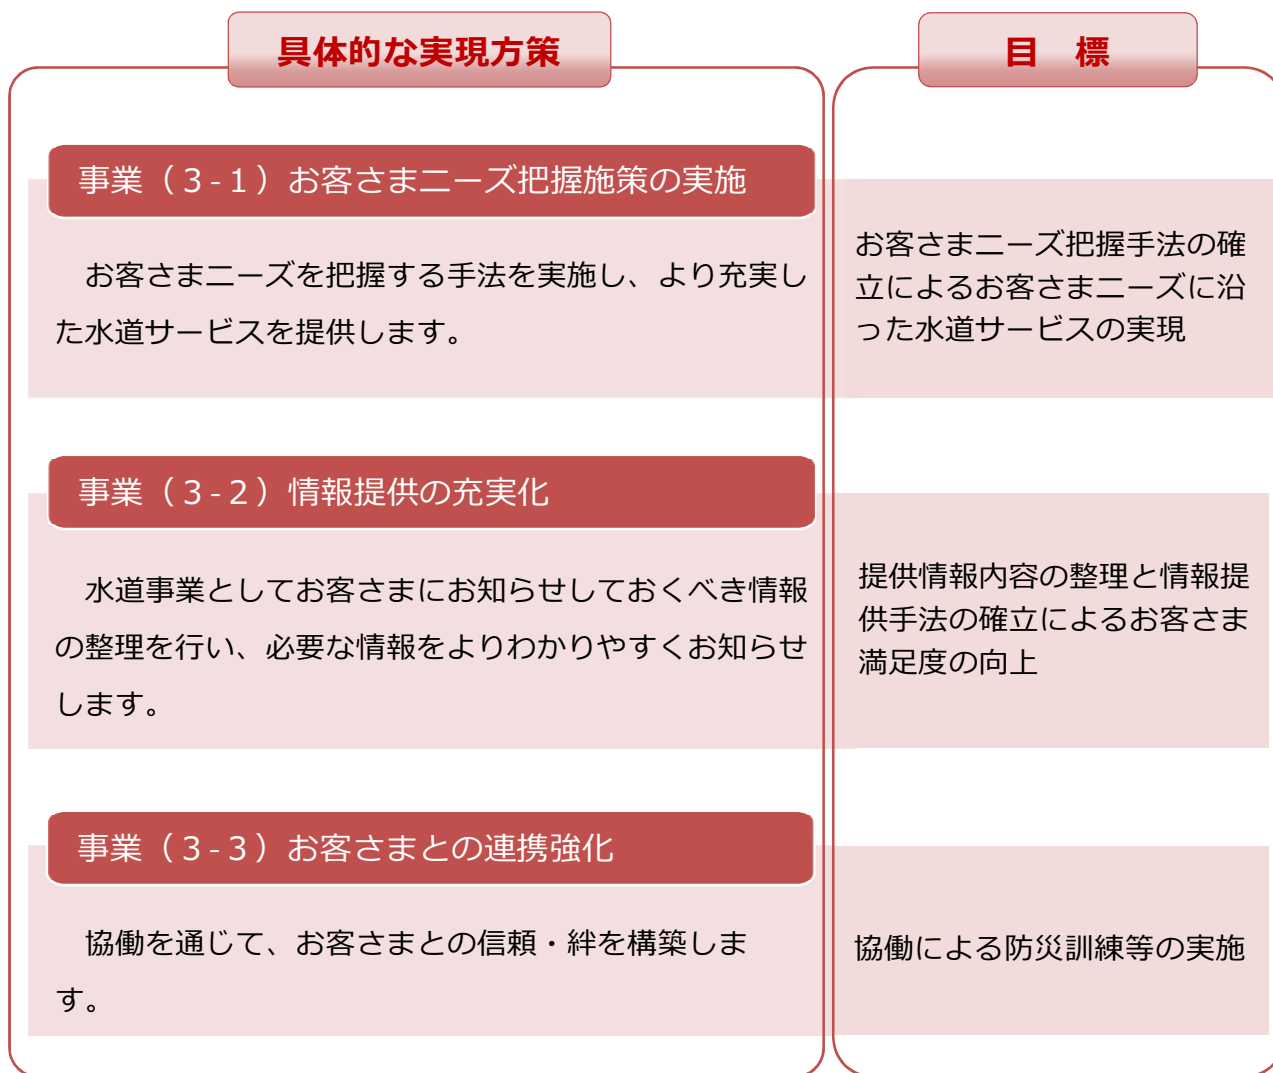 具体的な実現方策
目　標
事業（３-１）お客さまニーズ把握施策の実施
お客さまニーズを把握する手法を実施し、より充実し
た水道サービスを提供します。
お客さまニーズ把握手法の確
立によるお客さまニーズに沿
った水道サービスの実現
事業（３-２）情報提供の充実化
水道事業としてお客さまにお知らせしておくべき情報
の整理を行い、必要な情報をよりわかりやすくお知らせ
します。
提供情報内容の整理と情報提
供手法の確立によるお客さま
満足度の向上
事業（３-３）お客さまとの連携強化
協働を通じて、お客さまとの信頼・絆を構築しま
す。
協働による防災訓練等の実施